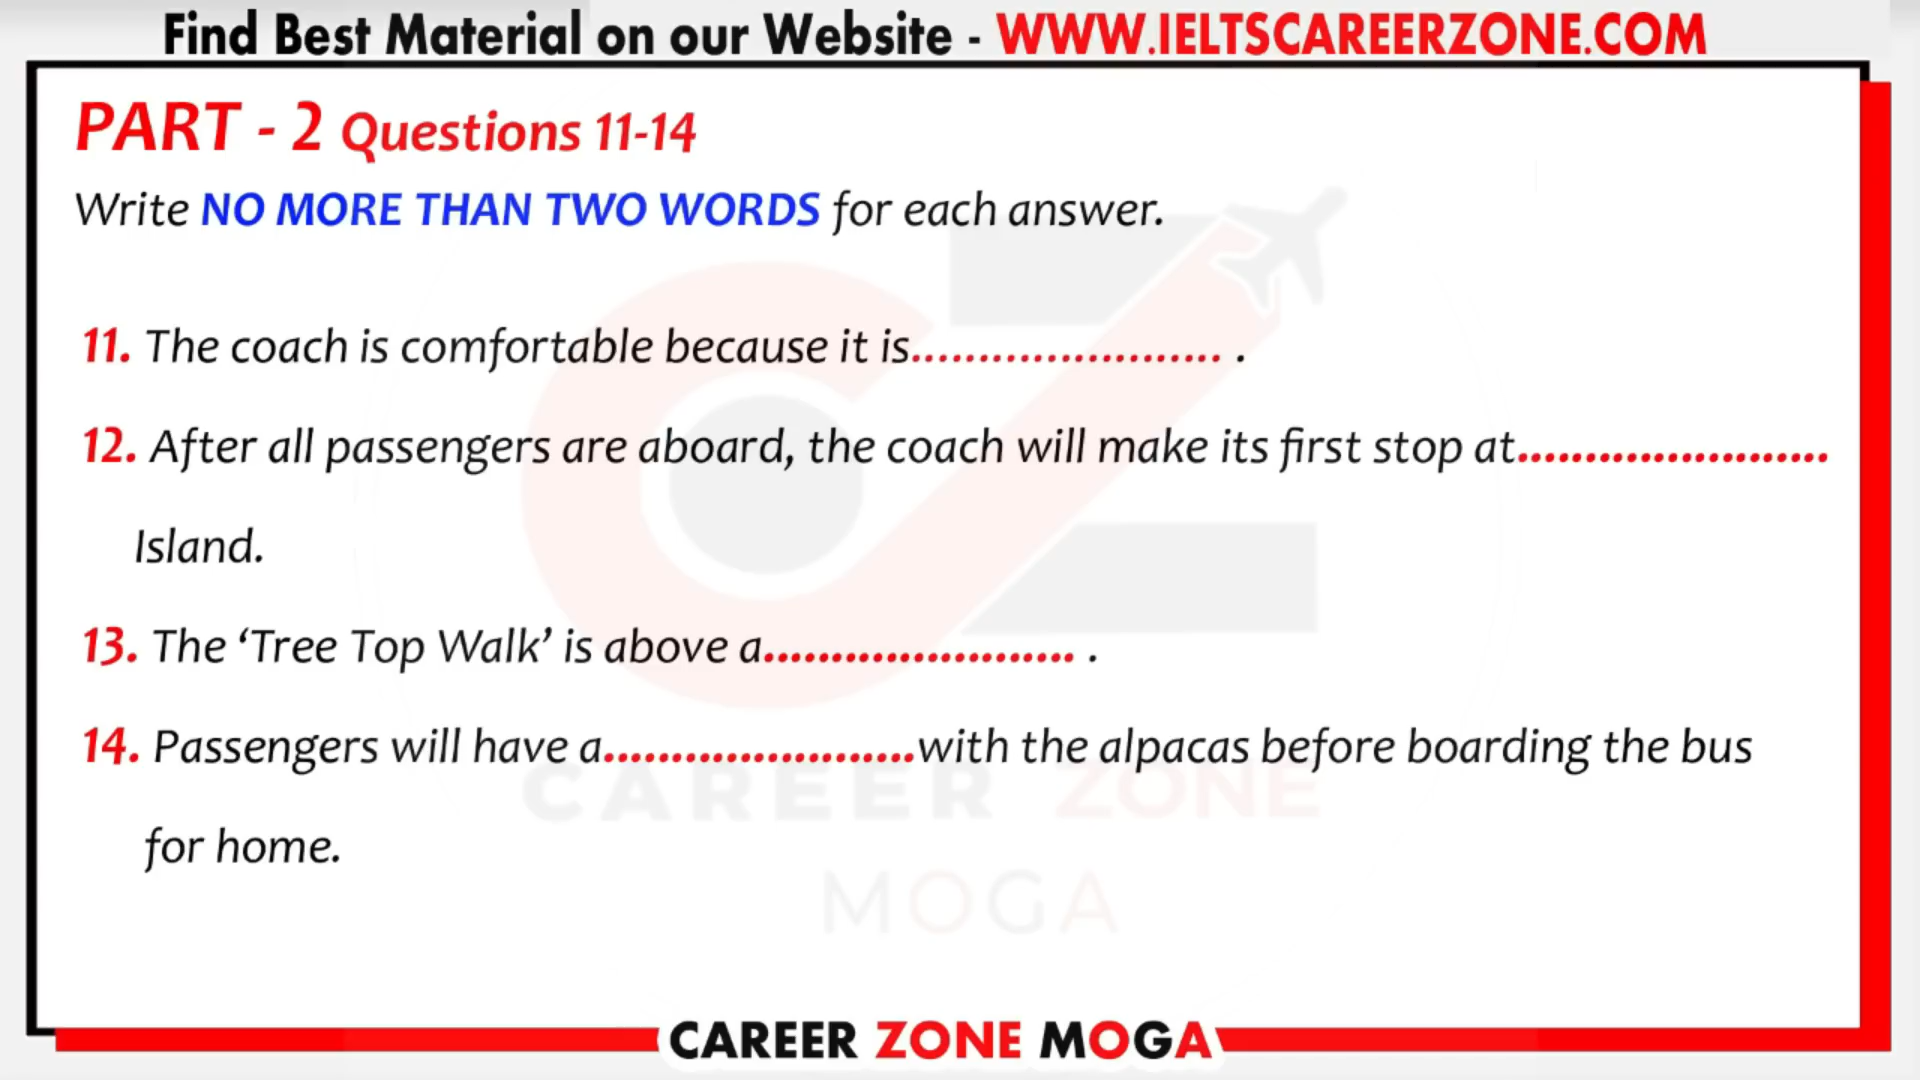 Find Best Material on our Website - WWW.IELTSCAREERZONE.COM
PART - 2 Questions 11-14
Write NO MORE THAN TWO WORDS for each answer.
11. The coach is comfortable because it is....................... .
12. After all passengers are aboard, the coach will make its first stop at.......................
Island.
13. The ‘Tree Top Walk’ is above a....................... .
14. Passengers will have a.......................with the alpacas before boarding the bus
for home.
CAREER ZONE
MOGA
CAREER ZONE MOGA